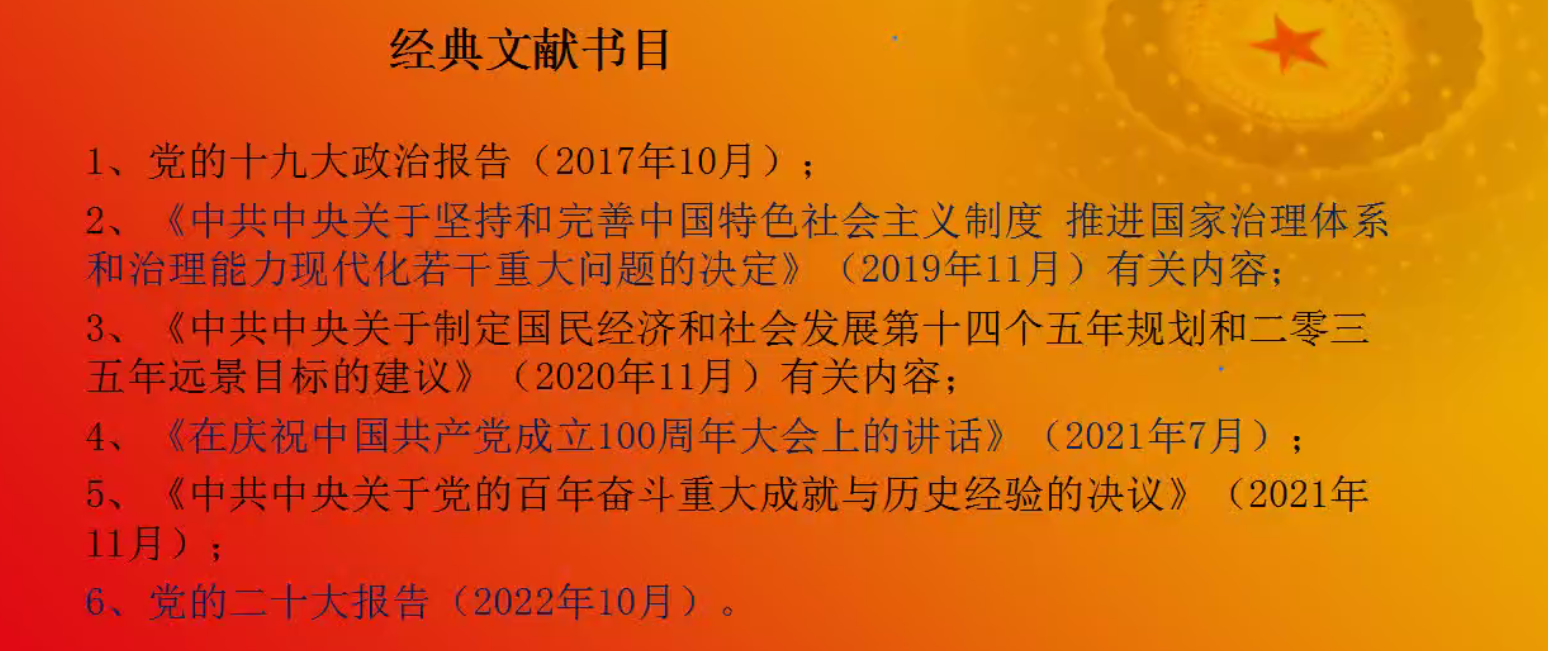 经典文献书目
1、党的十九大政治报告（2017年10月）；
2、《中共中央关于坚持和完善中国特色社会主义制度 推进国家治理体系
和治理能力现代化若干重大问题的决定》（2019年11月）有关内容；
3、《中共中央关于制定国民经济和社会发展第十四个五年规划和二零三
五年远景目标的建议》（2020年11月）有关内容；
4、《在庆祝中国共产党成立100周年大会上的讲话》（2021年7月）；
5、《中共中央关于党的百年奋斗重大成就与历史经验的决议》（2021年
11月）；
6、党的二十大报告（2022年10月）。